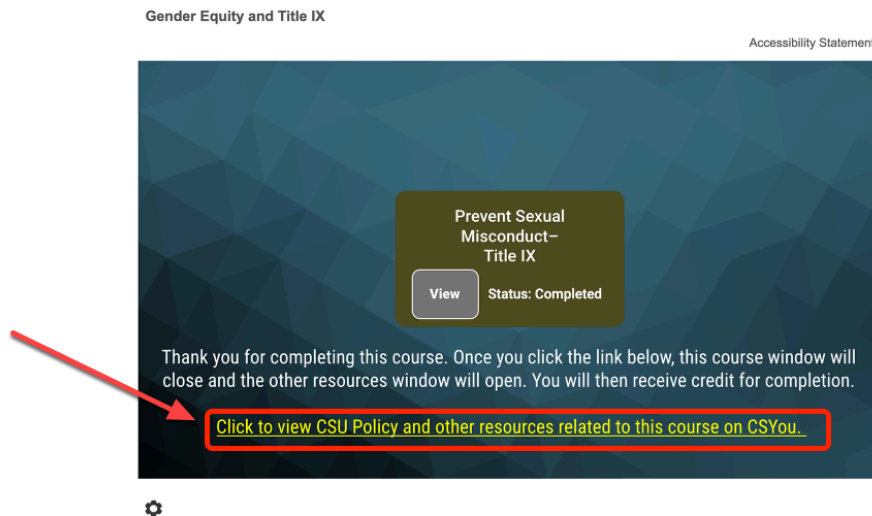 Gender Equity and Title IX
Accessibility Statement
Prevent Sexual
Misconduct–
Title IX
View
Status: Completed
Thank you for completing this course. Once you click the link below, this course window will
close and the other resources window will open. You will then receive credit for completion.
Click to view CSU Policy and other resources related to this course on CSYou.